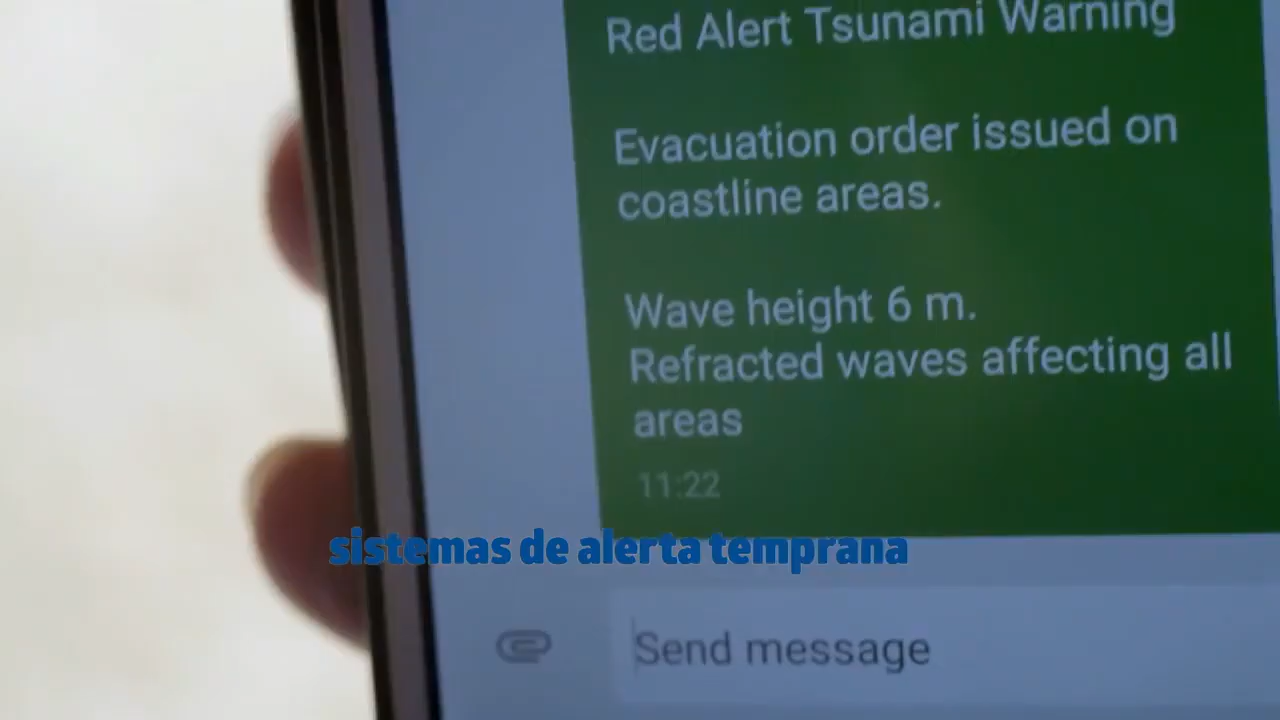 Red Alert Tsunami Warning
Evacuation order issued on
coastline areas.
Wave height 6 m.
Refracted waves affecting all
areas
11:22
sistemas de alerta temprana
Send message